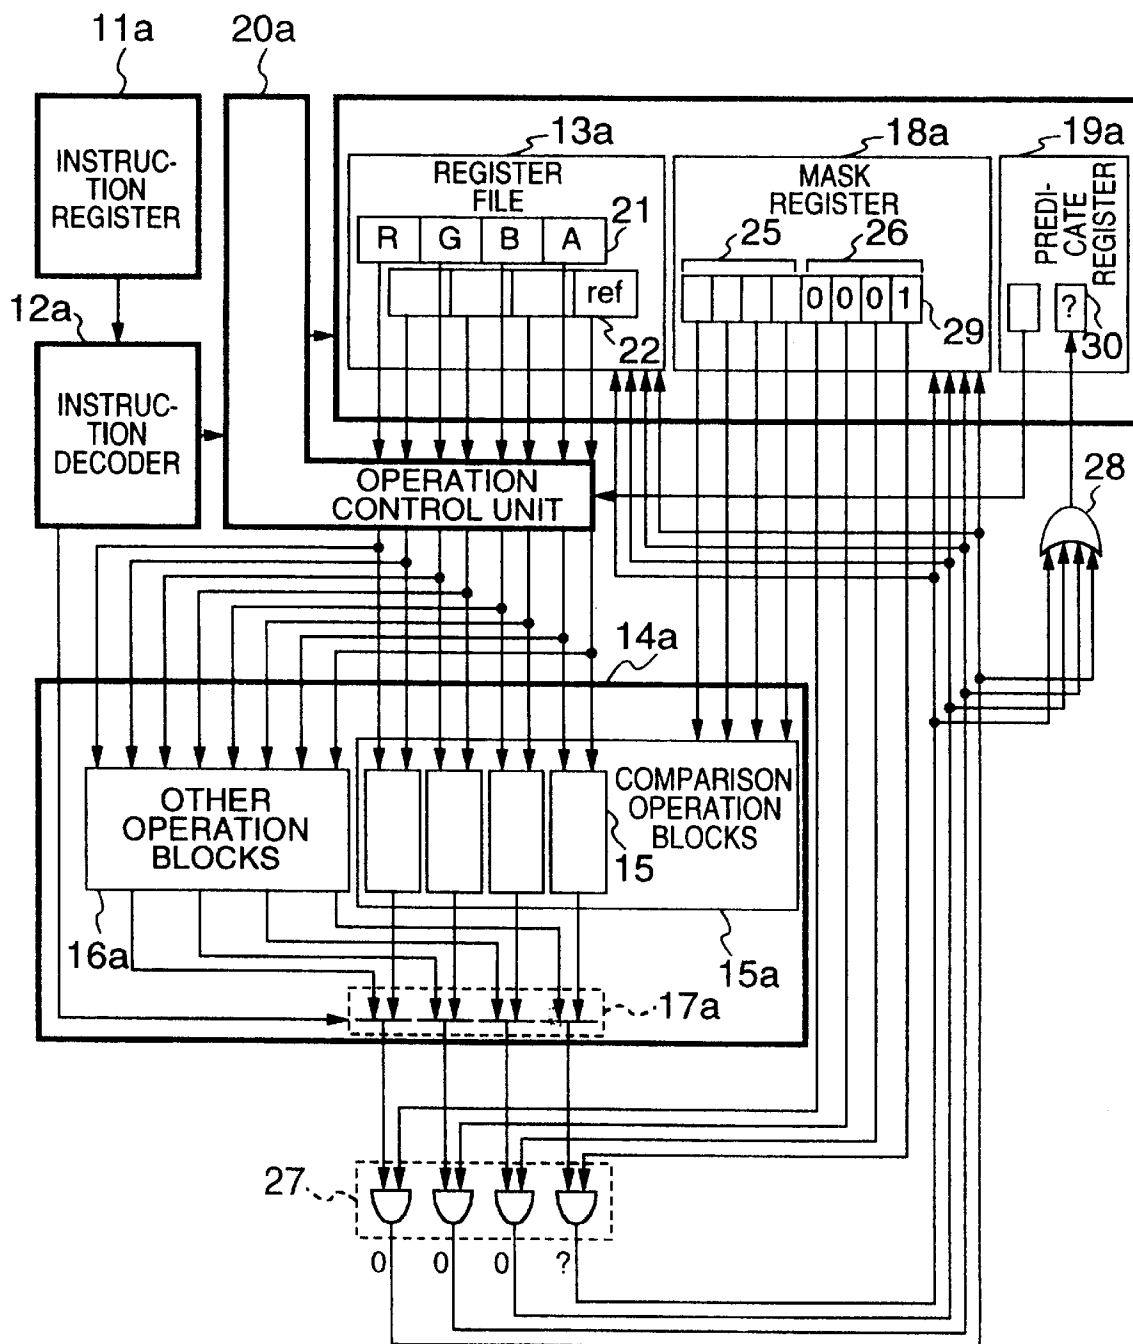 11a
20a
INSTRUC-
TION
REGISTER
13a
REGISTER
FILE
R G B A
21
ref
22
18a
MASK
REGISTER
25
26
0 0 0 1
29
19a
PREDI-
CATE
REGISTER
?
30
12a
INSTRUC-
TION
DECODER
OPERATION
CONTROL UNIT
28
14a
OTHER
OPERATION
BLOCKS
COMPARISON
OPERATION
BLOCKS
15
16a
15a
17a
27
0 0 0 ?